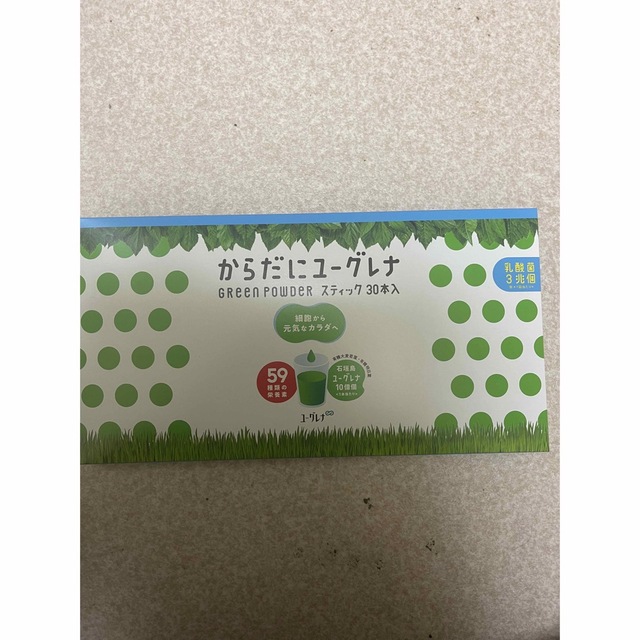 からだにユーグレナ
GREEN POWDER スティック 30本入
乳酸菌
3兆個
細胞から
元気なカラダへ
59
種類の
栄養素
石垣島
ユーグレナ
10億個
ユーグレナ